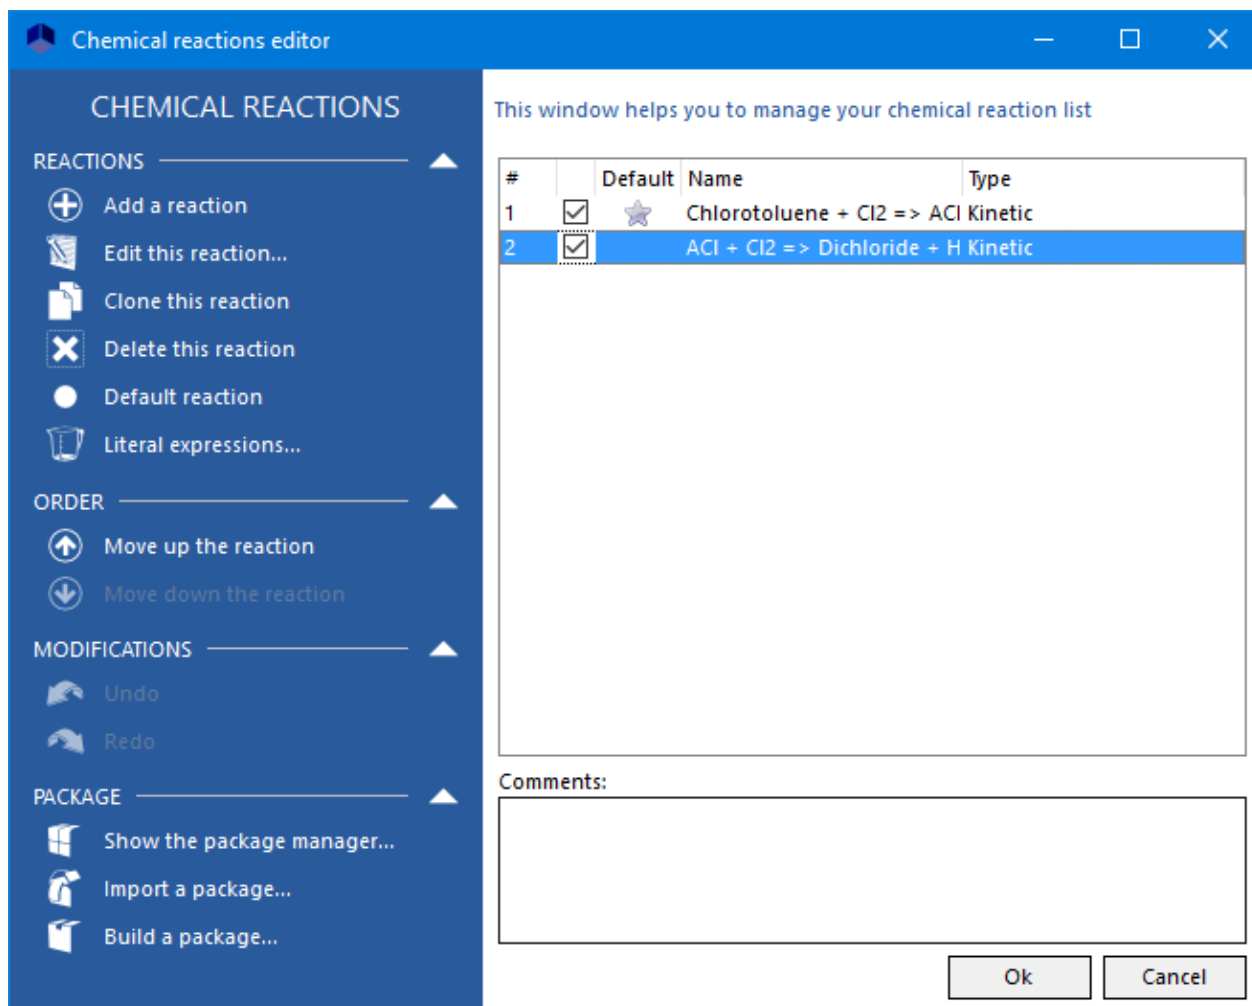 Chemical reactions editor
CHEMICAL REACTIONS
REACTIONS
Add a reaction
Edit this reaction...
Clone this reaction
Delete this reaction
Default reaction
Literal expressions...
ORDER
Move up the reaction
Move down the reaction
MODIFICATIONS
Undo
Redo
PACKAGE
Show the package manager...
Import a package...
Build a package...
This window helps you to manage your chemical reaction list
# Default Name Type
1 Chlorotoluene + Cl2 => ACl Kinetic
2 ACl + Cl2 => Dichloride + H Kinetic
Comments:
Ok Cancel